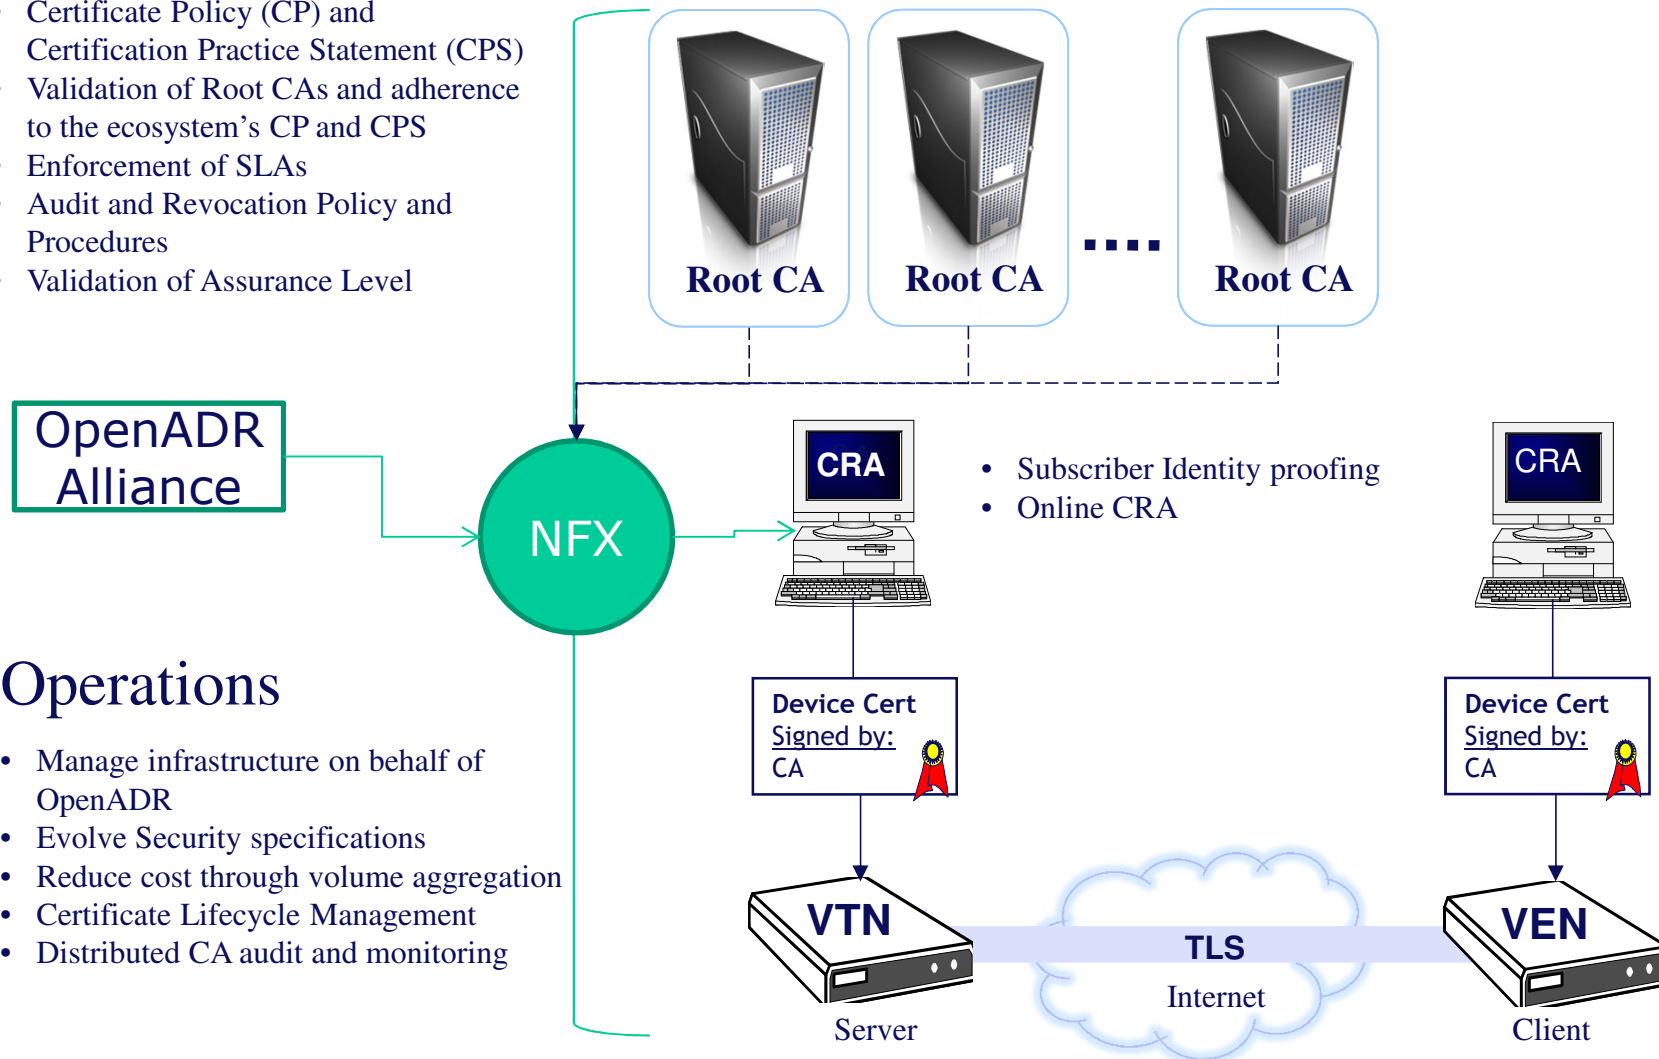 • Certificate Policy (CP) and
Certification Practice Statement (CPS)
• Validation of Root CAs and adherence
to the ecosystem's CP and CPS
• Enforcement of SLAs
• Audit and Revocation Policy and
Procedures
• Validation of Assurance Level
Root CA
Root CA
....
Root CA
OpenADR
Alliance
NFX
CRA
• Subscriber Identity proofing
• Online CRA
CRA
Operations
• Manage infrastructure on behalf of
OpenADR
• Evolve Security specifications
• Reduce cost through volume aggregation
• Certificate Lifecycle Management
• Distributed CA audit and monitoring
Device Cert
Signed by:
CA
Device Cert
Signed by:
CA
VTN
TLS
VEN
Internet
Server
Client